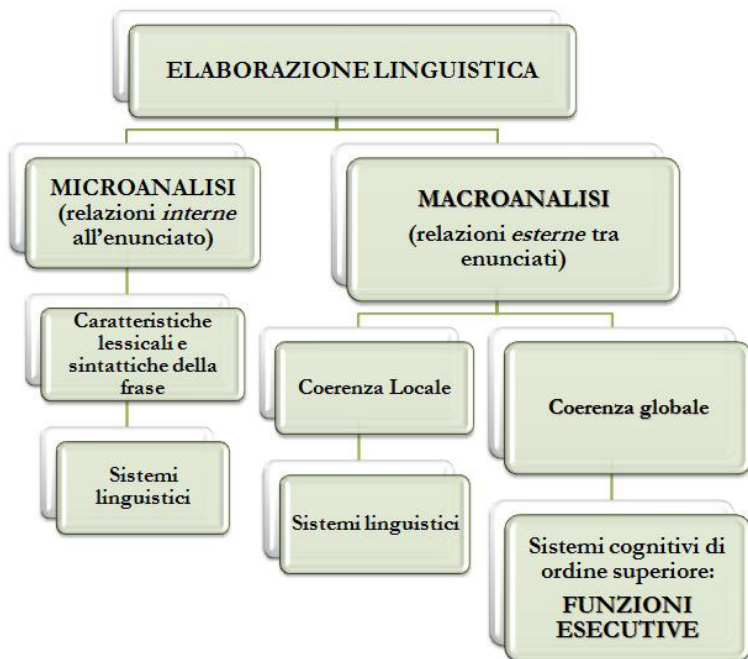 ELABORAZIONE LINGUISTICA
MICROANALISI
(relazioni interne
all'enunciato)
MACROANALISI
(relazioni esterne tra
enunciati)
Caratteristiche
lessicali e
sintattiche della
frase
Coerenza Locale
Coerenza globale
Sistemi
linguistici
Sistemi linguistici
Sistemi cognitivi di
ordine superiore:
FUNZIONI
ESECUTIVE